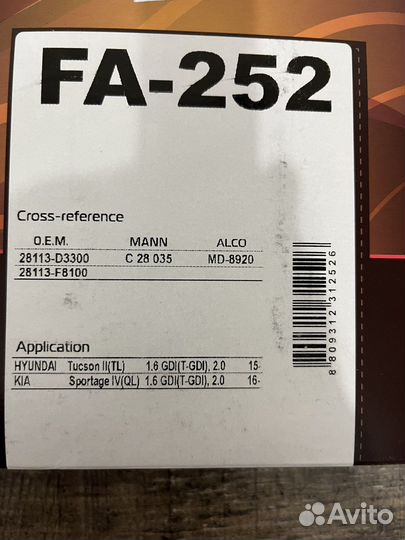 FA-252
Cross-reference
O.E.M. MANN ALCO
28113-D3300 C 28 035 MD-8920
28113-F8100
Application
HYUNDAI Tucson II(TL) 1.6 GDI(T-GDI), 2.0 15-
KIA Sportage IV(QL) 1.6 GDI(T-GDI), 2.0 16-
8 809312 312526
Avito